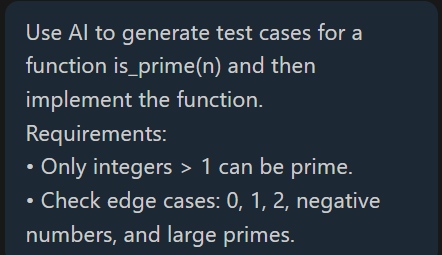 Use AI to generate test cases for a
function is_prime(n) and then
implement the function.
Requirements:
• Only integers > 1 can be prime.
• Check edge cases: 0, 1, 2, negative
numbers, and large primes.